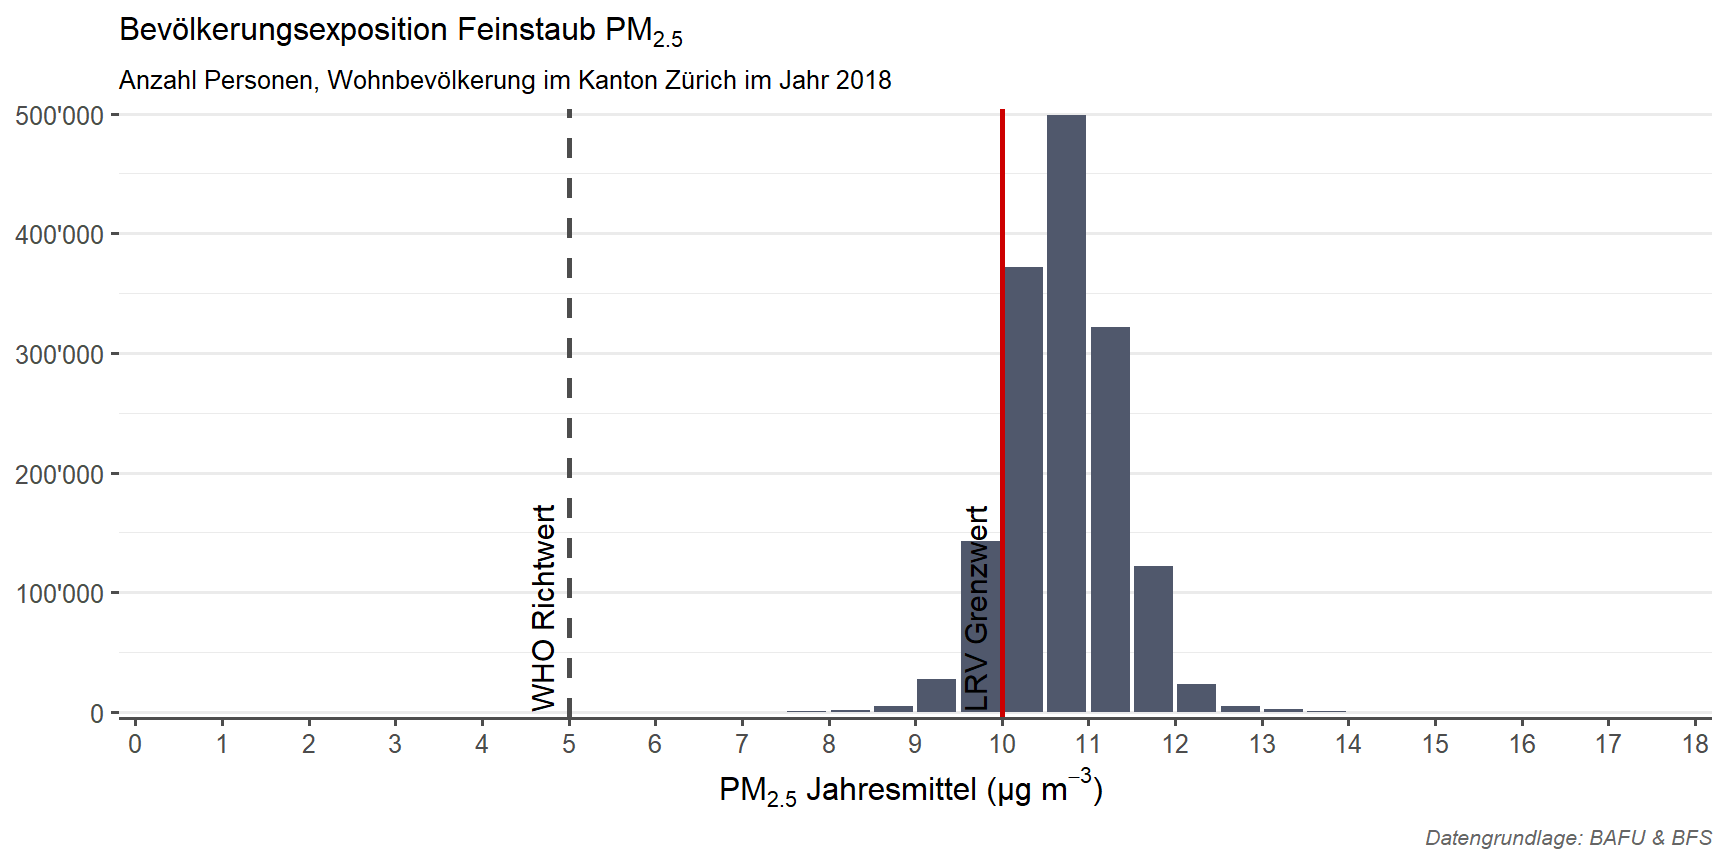 Bevölkerungsexposition Feinstaub PM2.5
Anzahl Personen, Wohnbevölkerung im Kanton Zürich im Jahr 2018
500'000
400'000
300'000
200'000
100'000
0
WHO Richtwert
LRV Grenzwert
0 1 2 3 4 5 6 7 8 9 10 11 12 13 14 15 16 17 18
PM2.5 Jahresmittel (µg m−3)
Datengrundlage: BAFU & BFS